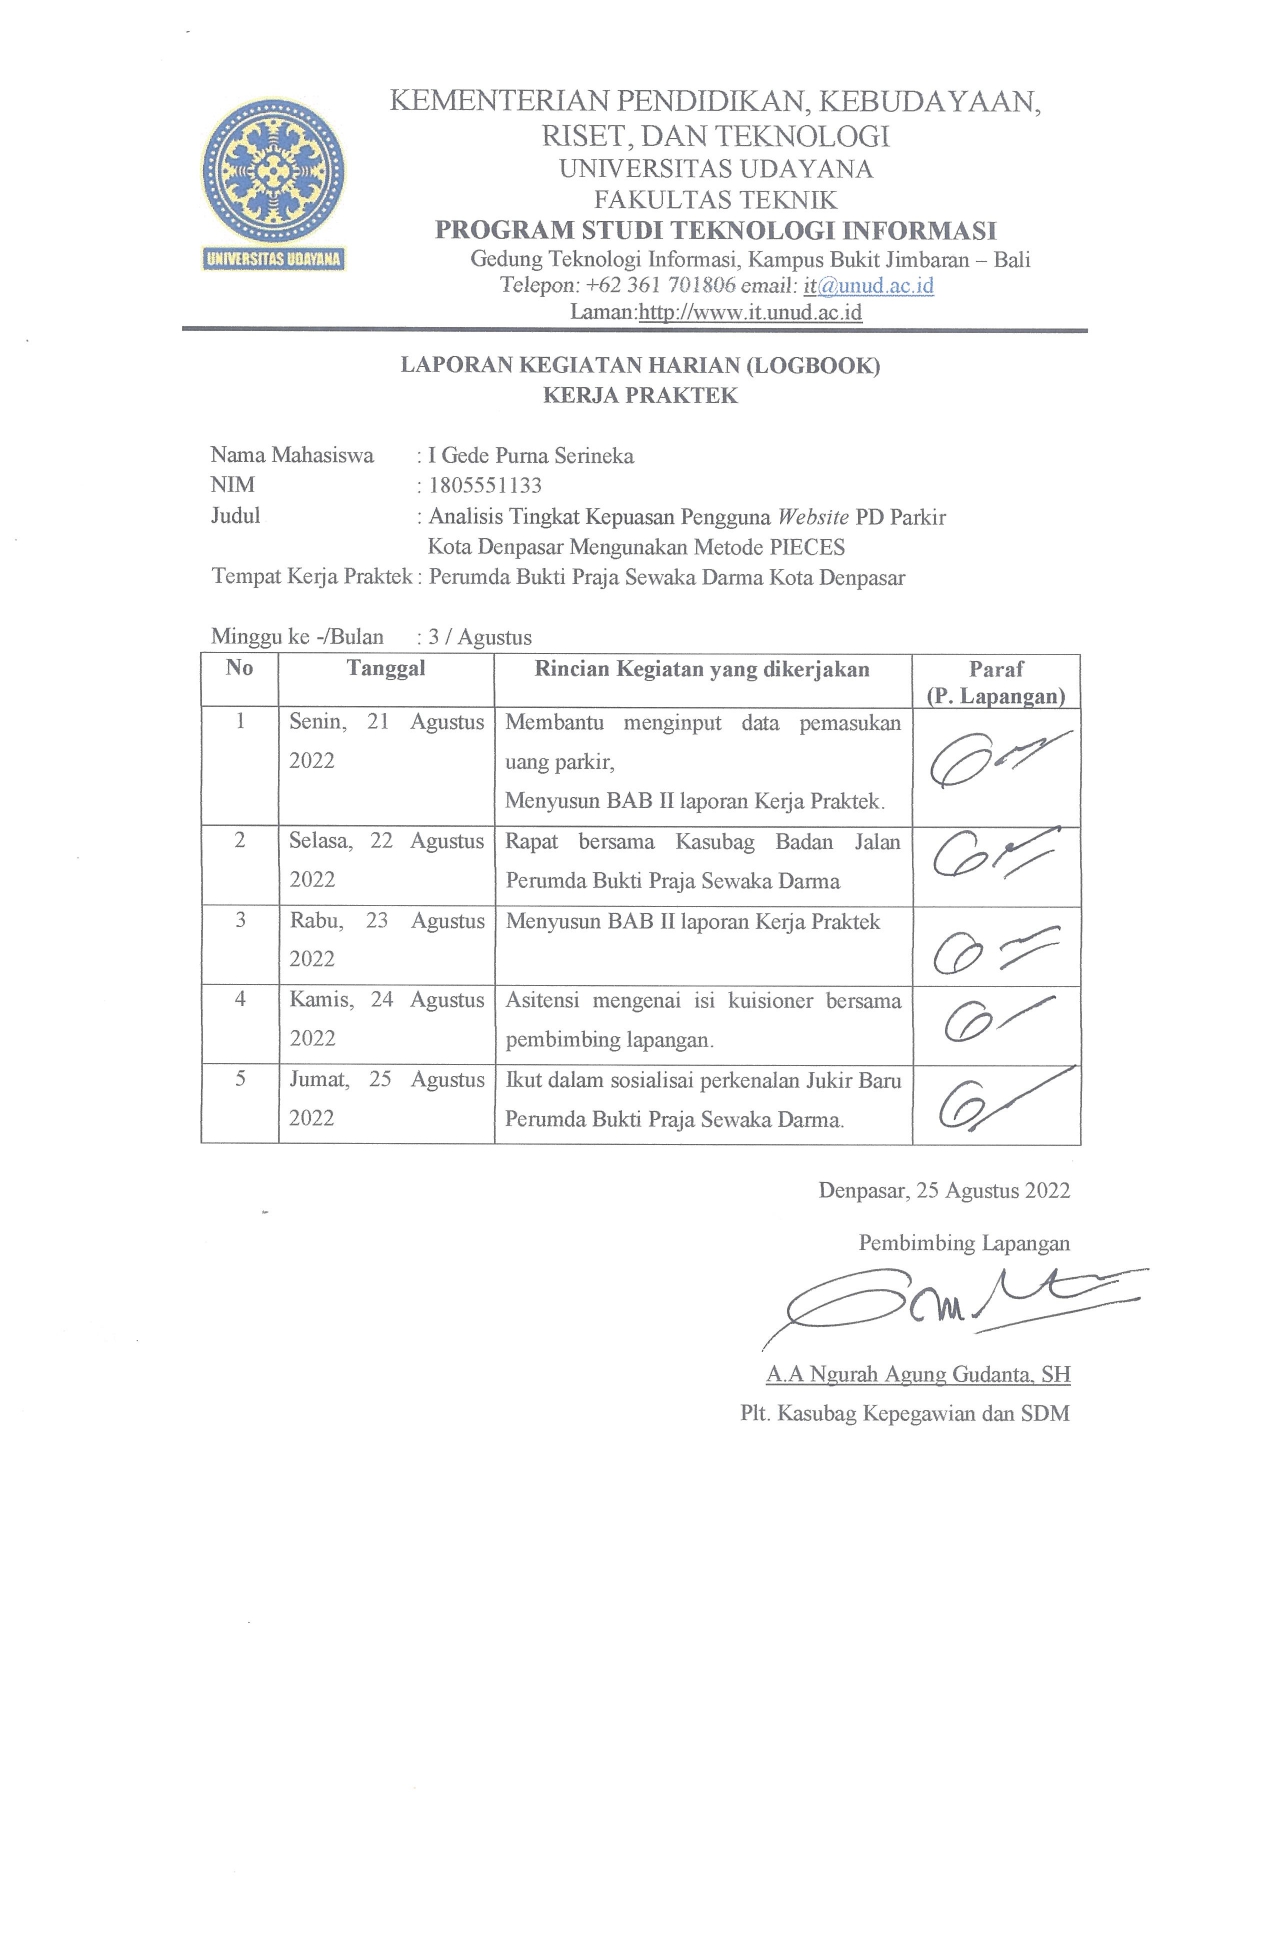 KEMENTERIAN PENDIDIKAN, KEBUDAYAAN,
RISET, DAN TEKNOLOGI
UNIVERSITAS UDAYANA
FAKULTAS TEKNIK
PROGRAM STUDI TEKNOLOGI INFORMASI
Gedung Teknologi Informasi, Kampus Bukit Jimbaran – Bali
Telepon: +62 361 701806 email: it@unud.ac.id
Laman:http://www.it.unud.ac.id
UNIVERSITAS UDAYANA
LAPORAN KEGIATAN HARIAN (LOGBOOK)
KERJA PRAKTEK
Nama Mahasiswa : I Gede Purna Serineka
NIM : 1805551133
Judul : Analisis Tingkat Kepuasan Pengguna Website PD Parkir
Kota Denpasar Mengunakan Metode PIECES
Tempat Kerja Praktek : Perumda Bukti Praja Sewaka Darma Kota Denpasar
Minggu ke -/Bulan : 3 / Agustus
No Tanggal Rincian Kegiatan yang dikerjakan Paraf
(P. Lapangan)
1 Senin, 21 Agustus Membantu menginput data pemasukan
2022 uang parkir,
Menyusun BAB II laporan Kerja Praktek.
2 Selasa, 22 Agustus Rapat bersama Kasubag Badan Jalan
2022 Perumda Bukti Praja Sewaka Darma
3 Rabu, 23 Agustus Menyusun BAB II laporan Kerja Praktek
2022
4 Kamis, 24 Agustus Asitensi mengenai isi kuisioner bersama
2022 pembimbing lapangan.
5 Jumat, 25 Agustus Ikut dalam sosialisai perkenalan Jukir Baru
2022 Perumda Bukti Praja Sewaka Darma.
Denpasar, 25 Agustus 2022
Pembimbing Lapangan
A.A Ngurah Agung Gudanta, SH
Plt. Kasubag Kepegawian dan SDM